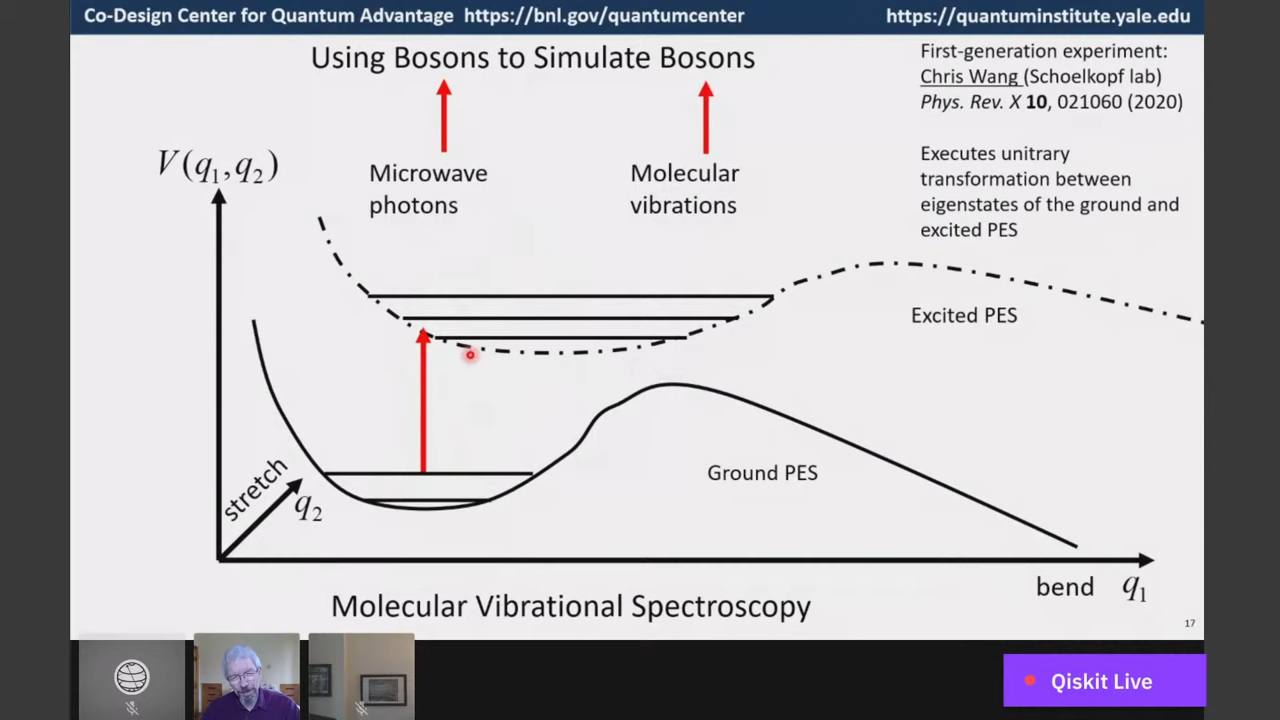 Co-Design Center for Quantum Advantage https://bnl.gov/quantumcenter
https://quantuminstitute.yale.edu
Using Bosons to Simulate Bosons
First-generation experiment:
Chris Wang (Schoelkopf lab)
Phys. Rev. X 10, 021060 (2020)
Executes unitrary
transformation between
eigenstates of the ground and
excited PES
Microwave
photons
Molecular
vibrations
V(q₁,q₂)
Excited PES
Ground PES
stretch
q₂
bend q₁
Molecular Vibrational Spectroscopy
17
Qiskit Live